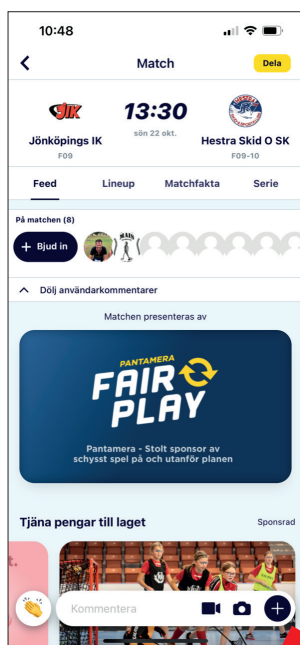 10:48
Match
Dela
JIK
13:30
sön 22 okt.
Jönköpings IK
Hestra Skid O SK
F09
F09-10
Feed
Lineup
Matchfakta
Serie
På matchen (8)
+ Bjud in
Dölj användarkommentarer
Matchen presenteras av
PANTAMERA
FAIR
PLAY
Pantamera - Stolt sponsor av
schysst spel på och utanför planen
Tjäna pengar till laget
Sponsrad
Kommentera